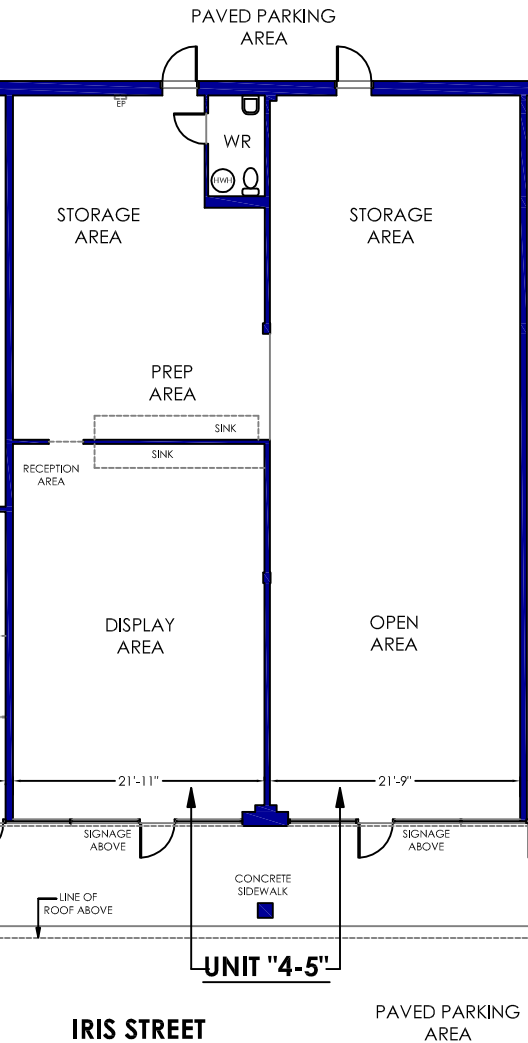 PAVED PARKING
AREA
EP
WR
HWH
STORAGE
AREA
STORAGE
AREA
PREP
AREA
SINK
SINK
RECEPTION
AREA
DISPLAY
AREA
OPEN
AREA
21'-11"
21'-9"
SIGNAGE
ABOVE
SIGNAGE
ABOVE
CONCRETE
SIDEWALK
LINE OF
ROOF ABOVE
UNIT "4-5"
IRIS STREET
PAVED PARKING
AREA